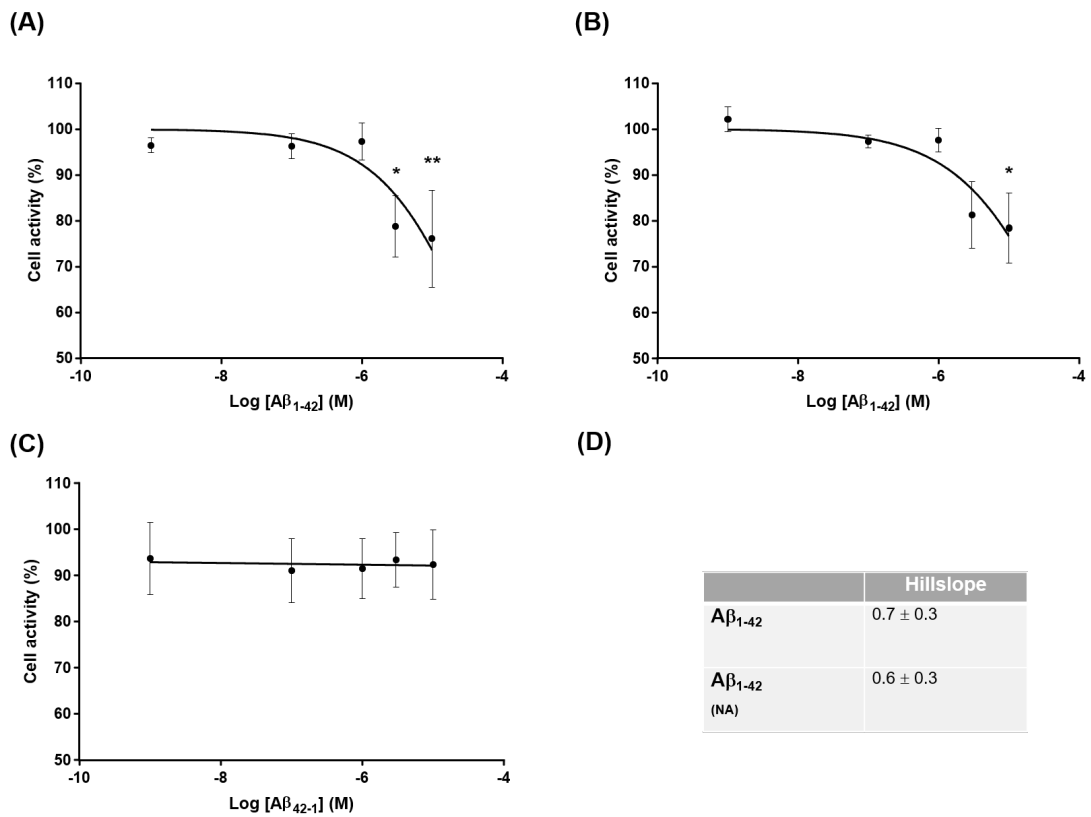 (A)
110
100
90
80
70
60
50
-10
-8
-6
-4
Cell activity (%)
Log [Aβ1-42] (M)
*
**
(B)
110
100
90
80
70
60
50
-10
-8
-6
-4
Cell activity (%)
Log [Aβ1-42] (M)
*
(C)
110
100
90
80
70
60
50
-10
-8
-6
-4
Cell activity (%)
Log [Aβ42-1] (M)
(D)
Hillslope
Aβ1-42 0.7 ± 0.3
Aβ1-42 0.6 ± 0.3
(NA)